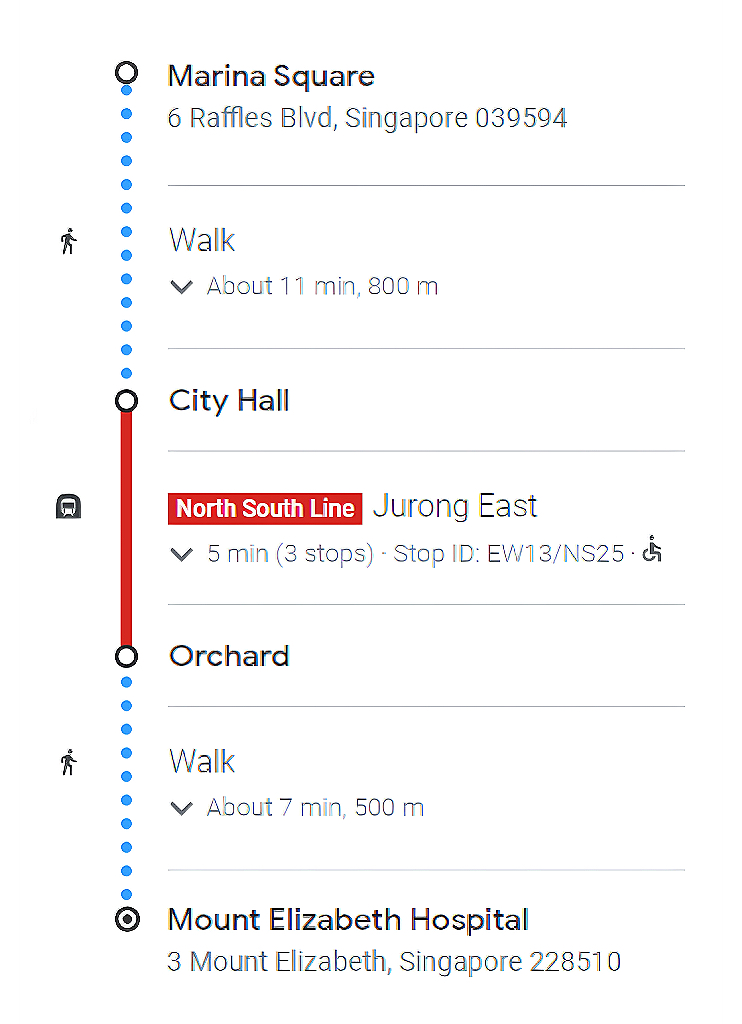 Marina Square
6 Raffles Blvd, Singapore 039594
Walk
About 11 min, 800 m
City Hall
North South Line Jurong East
5 min (3 stops) · Stop ID: EW13/NS25 ·
Orchard
Walk
About 7 min, 500 m
Mount Elizabeth Hospital
3 Mount Elizabeth, Singapore 228510